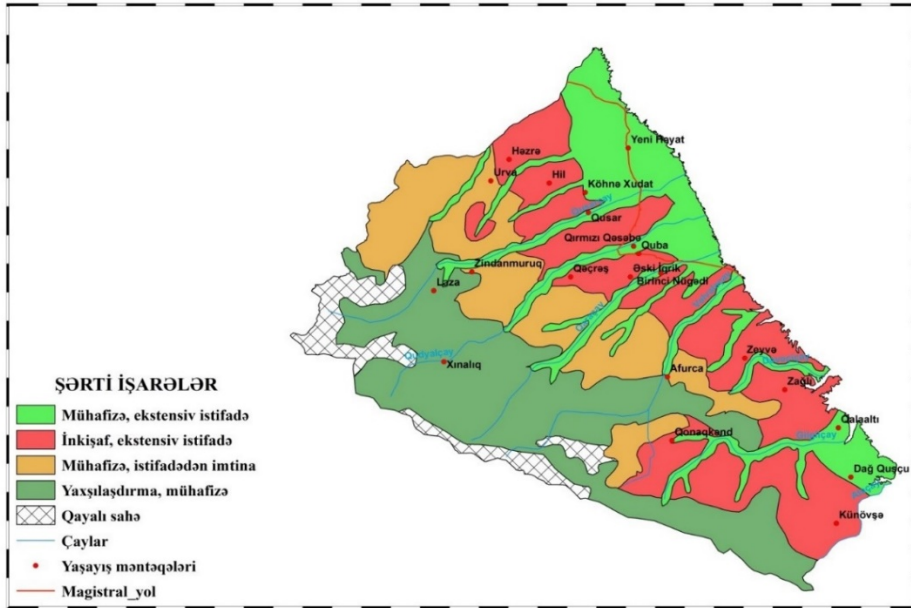 Yeni Həyat
Həzrə
Urva
Hil
Köhnə Xudat
Qusar
Qırmızı Qəsəbə
Quba
Zindanmuruq
Qəçrəş
Əski İqrik
Birinci Nügədi
Laza
Qudyalçay
Xınalıq
Afurca
Zeyvə
Zağlı
Qonaqkənd
Qalaaltı
Dağ Quşçu
Künövşə
ŞƏRTİ İŞARƏLƏR
Mühafizə, ekstensiv istifadə
İnkişaf, ekstensiv istifadə
Mühafizə, istifadədən imtina
Yaxşılaşdırma, mühafizə
Qayalı sahə
Çaylar
Yaşayış məntəqələri
Magistral_yol